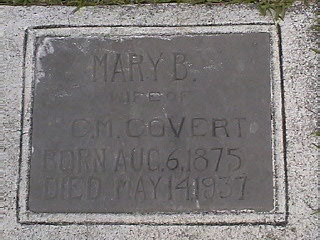 MARY B.
WIFE OF
C.M. COVERT
BORN AUG. 6, 1875
DIED MAY 14, 1937